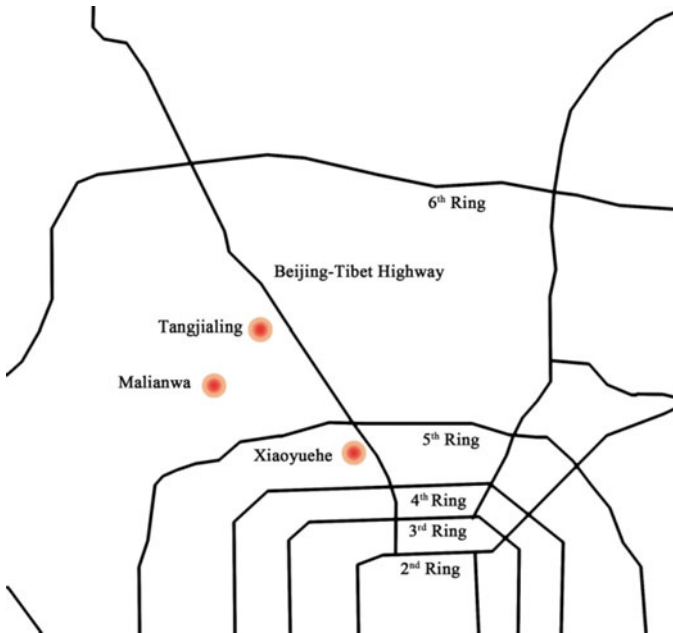 6th Ring
Beijing-Tibet Highway
Tangjialing
Malianwa
5th Ring
Xiaoyuehe
4th Ring
3rd Ring
2nd Ring